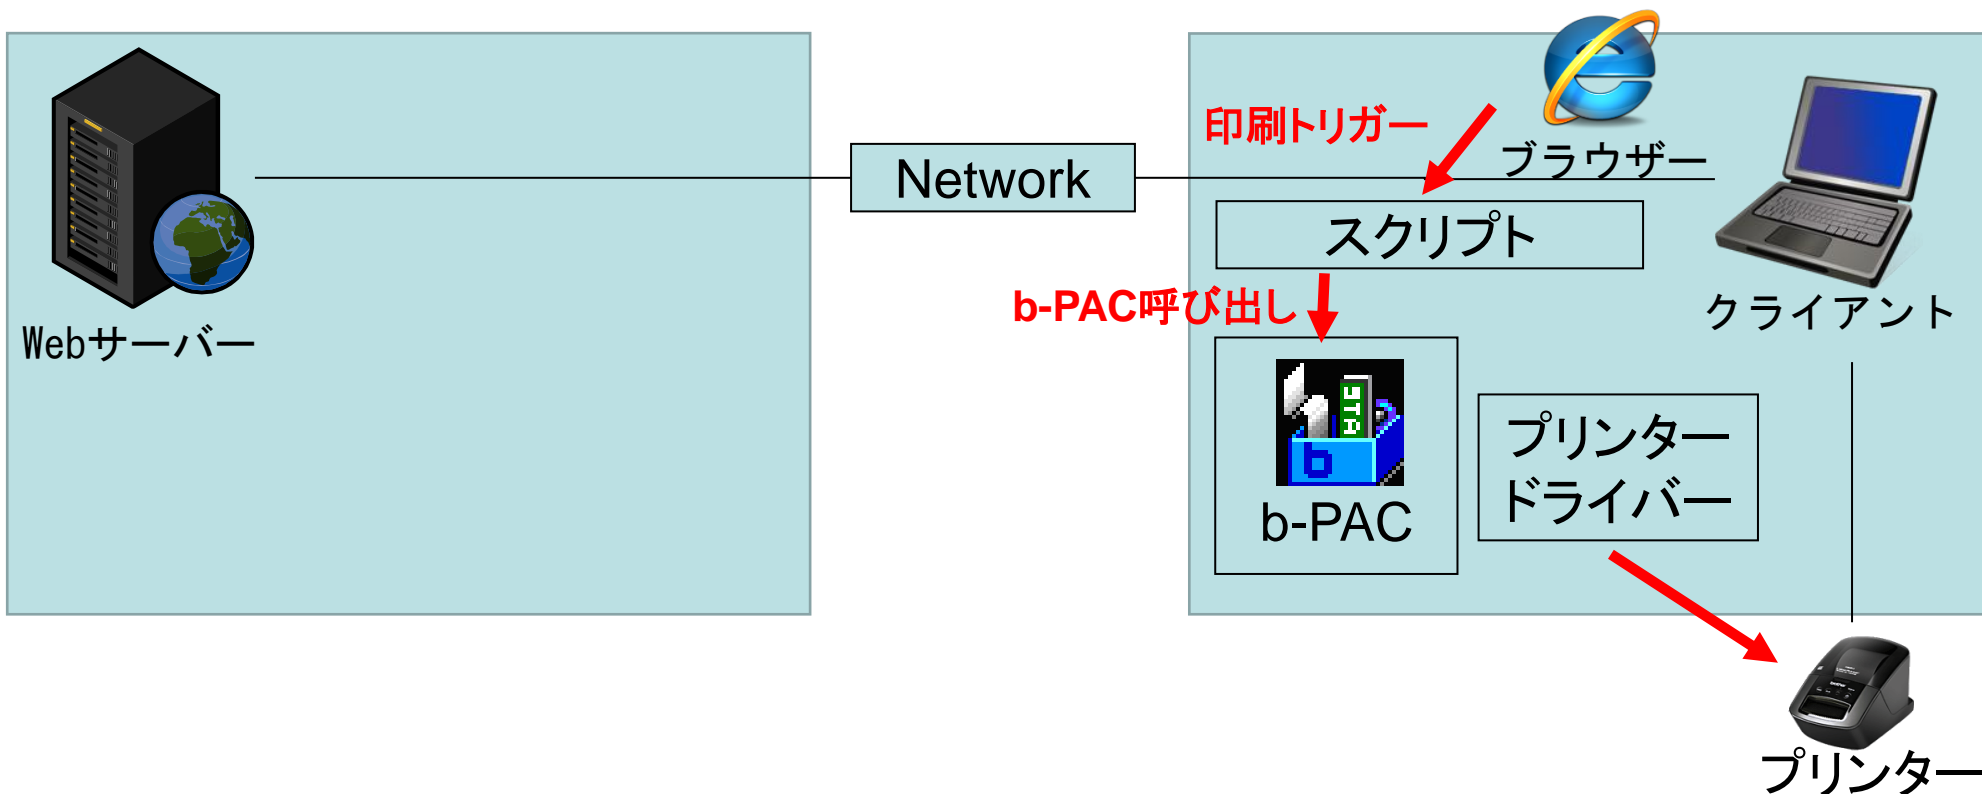 印刷トリガー
ブラウザー
Network
スクリプト
b-PAC呼び出し
クライアント
Webサーバー
STA
b
プリンター
ドライバー
b-PAC
プリンター